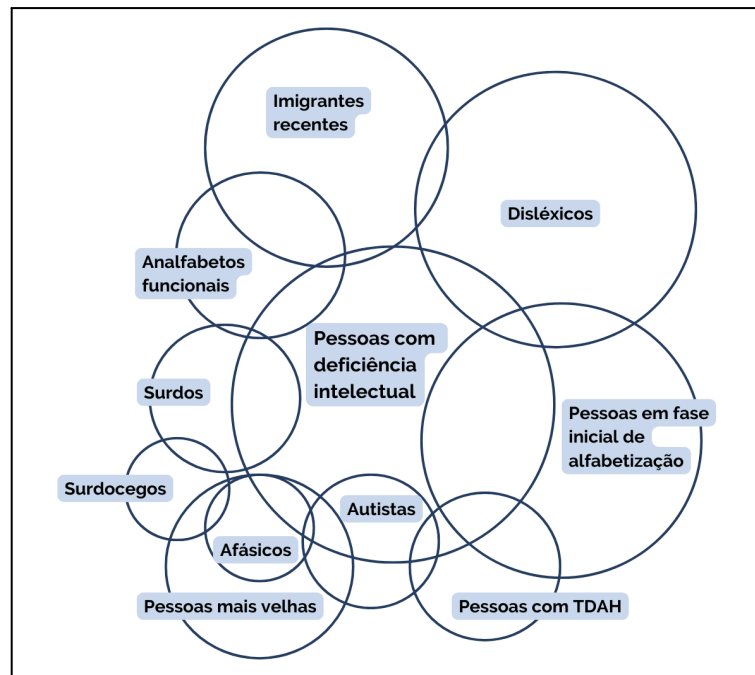 Imigrantes
recentes
Disléxicos
Analfabetos
funcionais
Pessoas com
deficiência
intelectual
Surdos
Pessoas em fase
inicial de
alfabetização
Surdocegos
Autistas
Afásicos
Pessoas mais velhas
Pessoas com TDAH